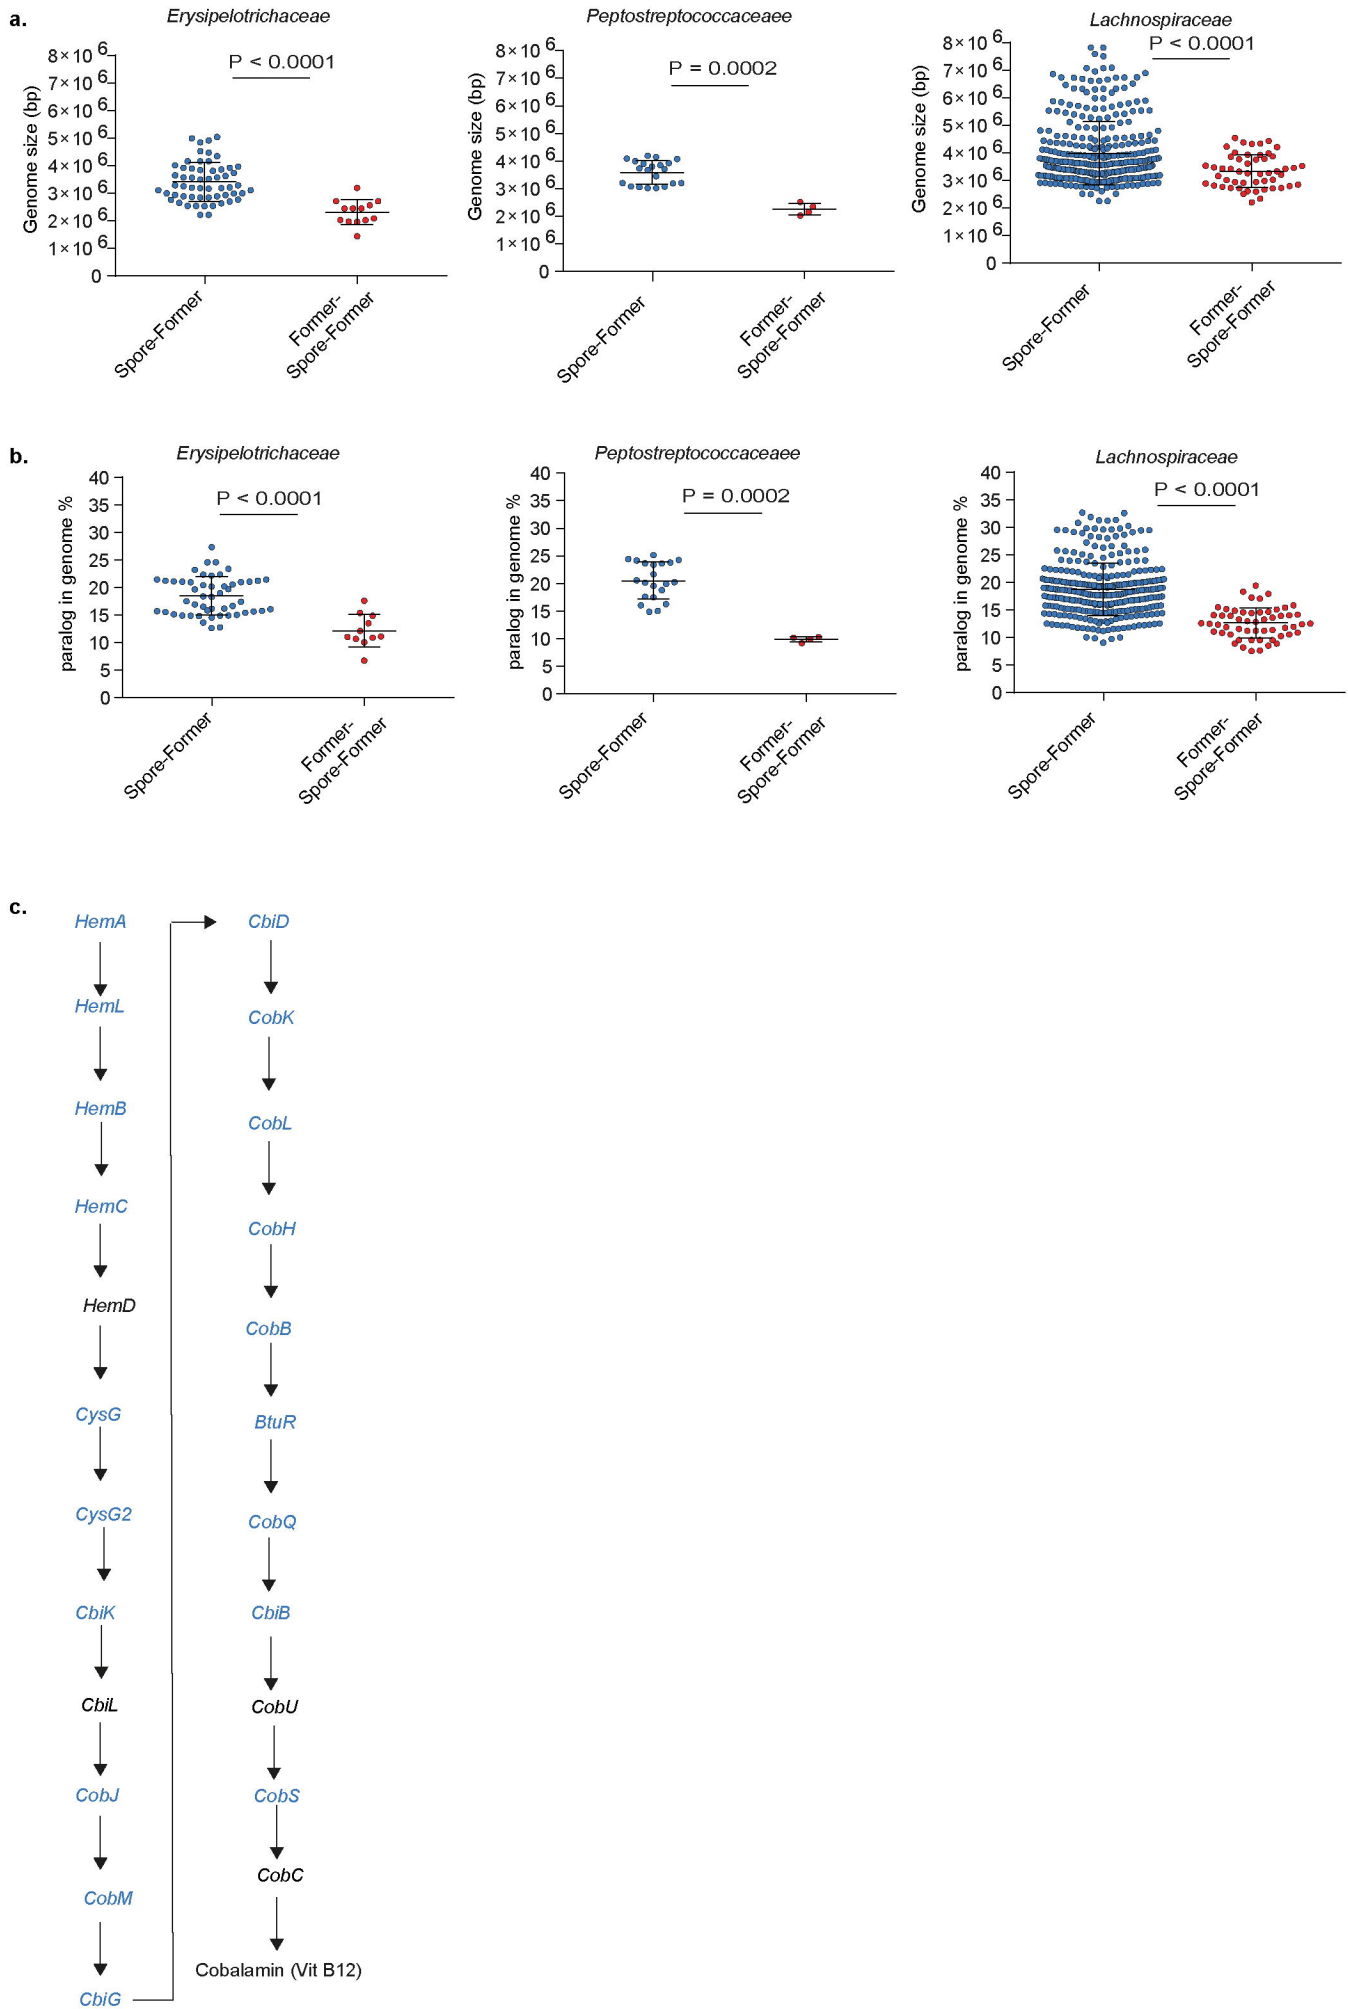 a.
Erysipelotrichaceae
P < 0.0001
Genome size (bp)
8×10 6
7×10 6
6×10 6
5×10 6
4×10 6
3×10 6
2×10 6
1×10 6
0
Spore-Former
Former-
Spore-Former
Peptostreptococcaceaee
P = 0.0002
Genome size (bp)
8×10 6
7×10 6
6×10 6
5×10 6
4×10 6
3×10 6
2×10 6
1×10 6
0
Spore-Former
Former-
Spore-Former
Lachnospiraceae
P < 0.0001
Genome size (bp)
8×10 6
7×10 6
6×10 6
5×10 6
4×10 6
3×10 6
2×10 6
1×10 6
0
Spore-Former
Former-
Spore-Former
b.
Erysipelotrichaceae
P < 0.0001
paralog in genome %
40
35
30
25
20
15
10
5
0
Spore-Former
Former-
Spore-Former
Peptostreptococcaceaee
P = 0.0002
paralog in genome %
40
35
30
25
20
15
10
5
0
Spore-Former
Former-
Spore-Former
Lachnospiraceae
P < 0.0001
paralog in genome %
40
35
30
25
20
15
10
5
0
Spore-Former
Former-
Spore-Former
c.
HemA
HemL
HemB
HemC
HemD
CysG
CysG2
CbiK
CbiL
CobJ
CobM
CbiG
CbiD
CobK
CobL
CobH
CobB
BtuR
CobQ
CbiB
CobU
CobS
CobC
Cobalamin (Vit B12)